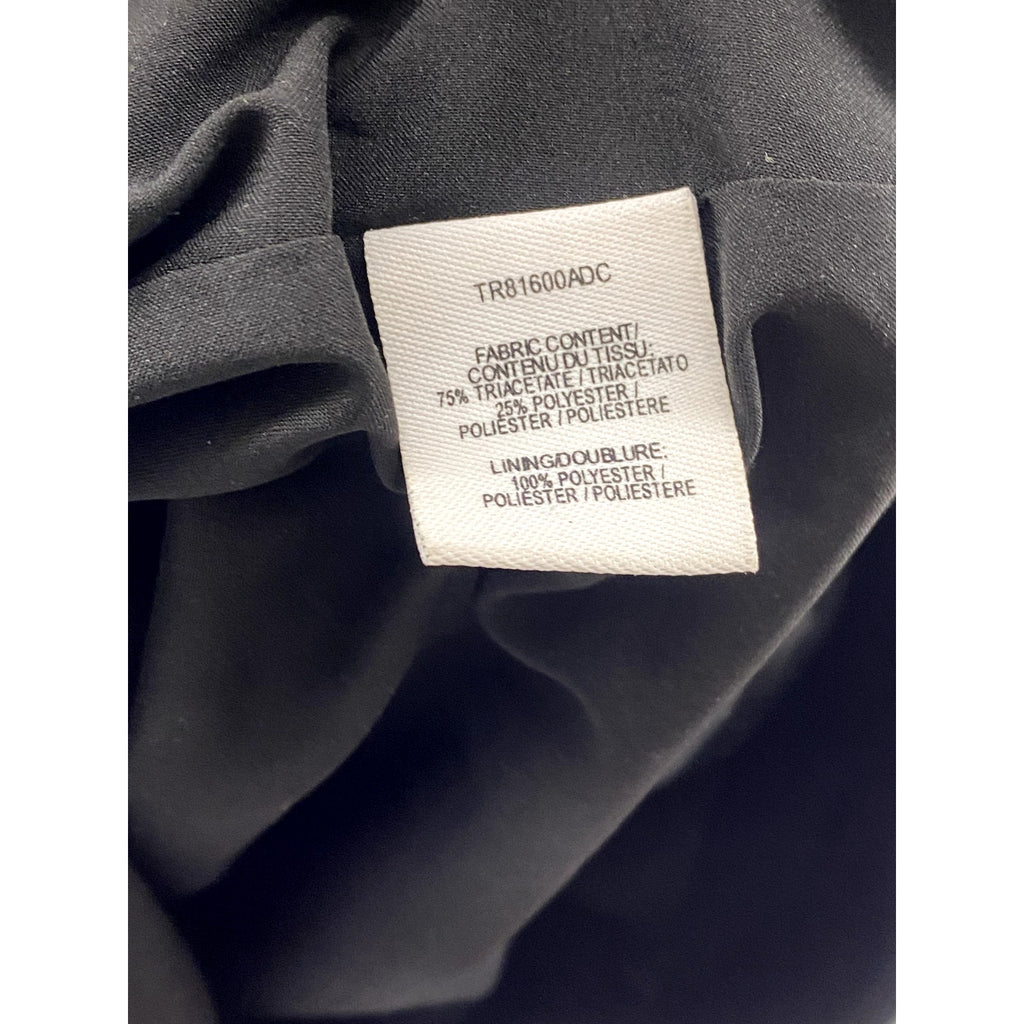 TR81600ADC
FABRIC CONTENT/
CONTENU DU TISSU:
75% TRIACETATE / TRIACETATO
25% POLYESTER /
POLIÉSTER / POLIESTERE
LINING/DOUBLURE:
100% POLYESTER /
POLIÉSTER / POLIESTERE